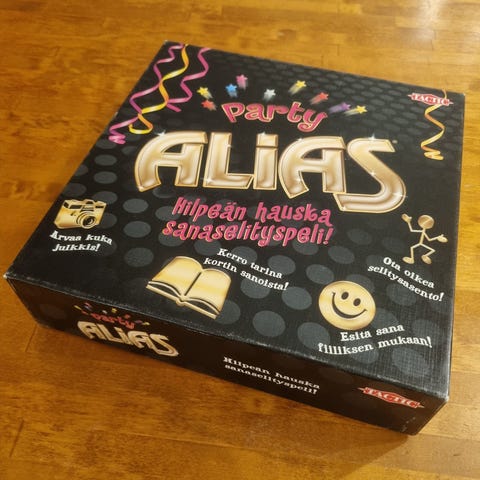 TACTIC
Party
ALIAS
Hilpeän hauska
sanaselityspeli!
Arvaa kuka
julkkis!
Kerro tarina
kortin sanoista!
Ota oikea
selitysasento!
Esitä sana
fiiliksen mukaan!
Party
ALIAS
Hilpeän hauska
sanaselityspeli!
TACTIC